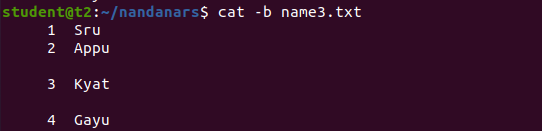 student@t2:~/nandanars$ cat -b name3.txt
1 Sru
2 Appu
3 Kyat
4 Gayu